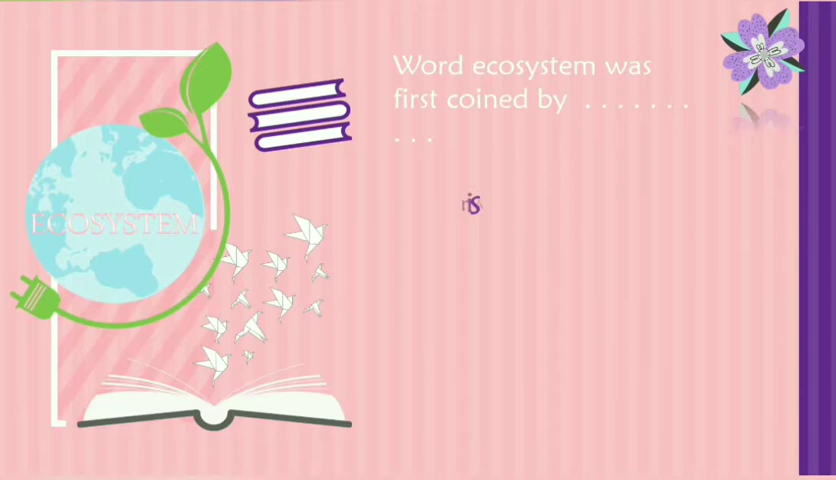 Word ecosystem was
first coined by . . . . . . .
. . .
ECOSYSTEM